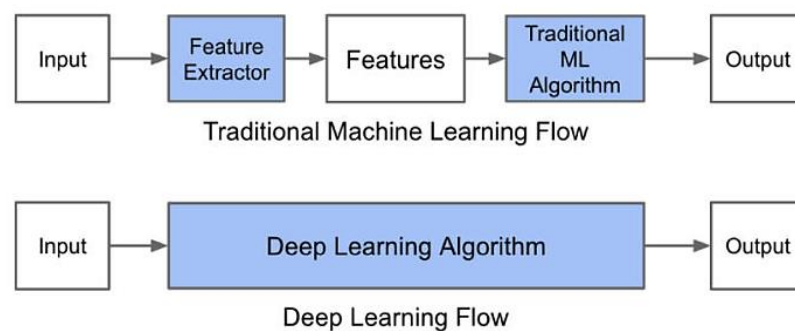 Input
Feature
Extractor
Features
Traditional
ML
Algorithm
Output
Traditional Machine Learning Flow
Input
Deep Learning Algorithm
Output
Deep Learning Flow